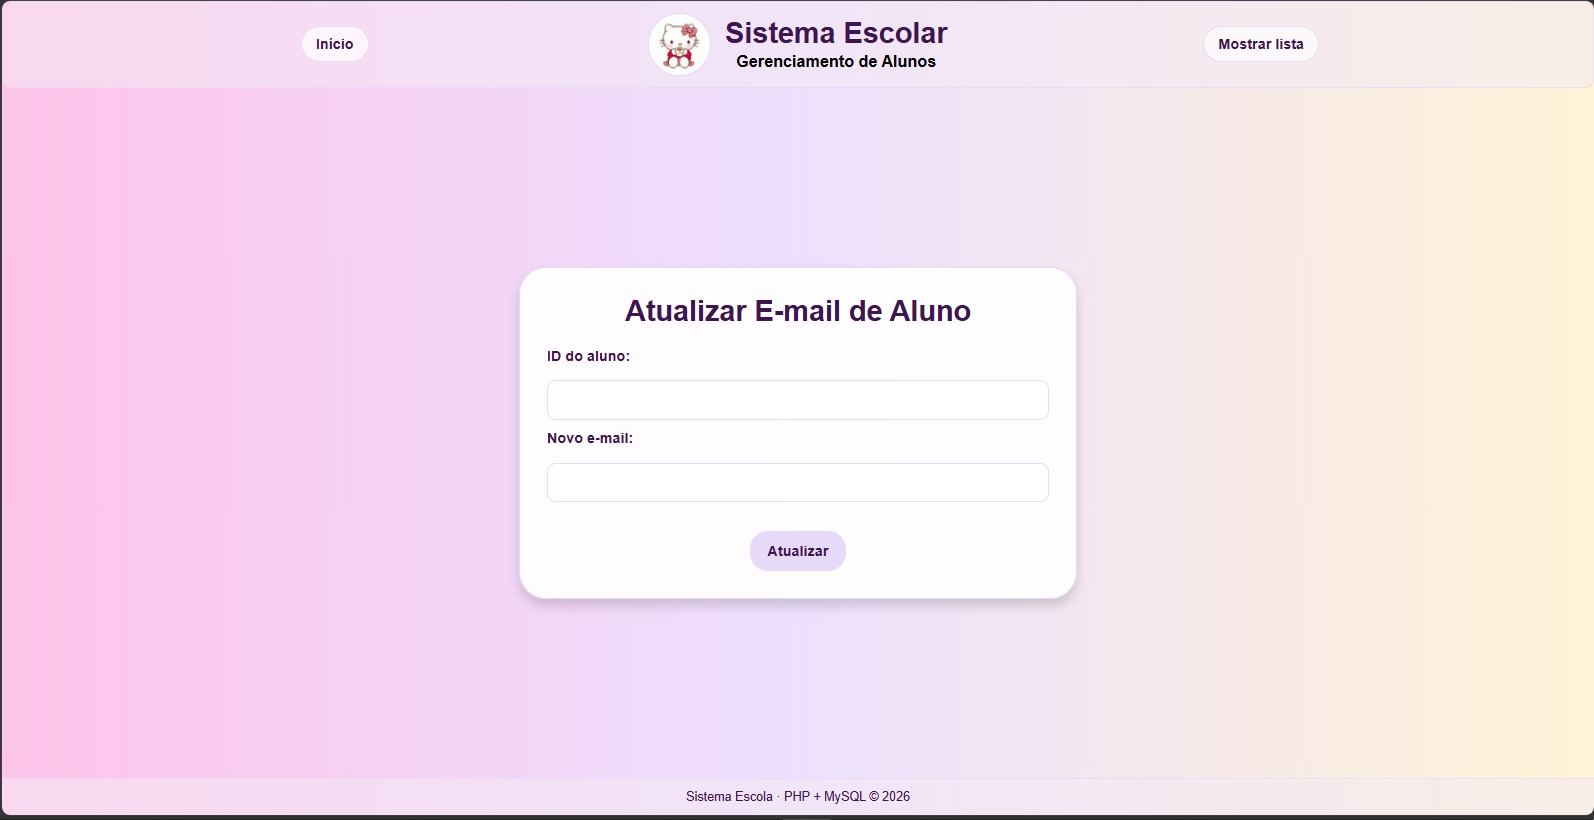 Início
Sistema Escolar
Gerenciamento de Alunos
Mostrar lista
Atualizar E-mail de Aluno
ID do aluno:
Novo e-mail:
Atualizar
Sistema Escola · PHP + MySQL © 2026